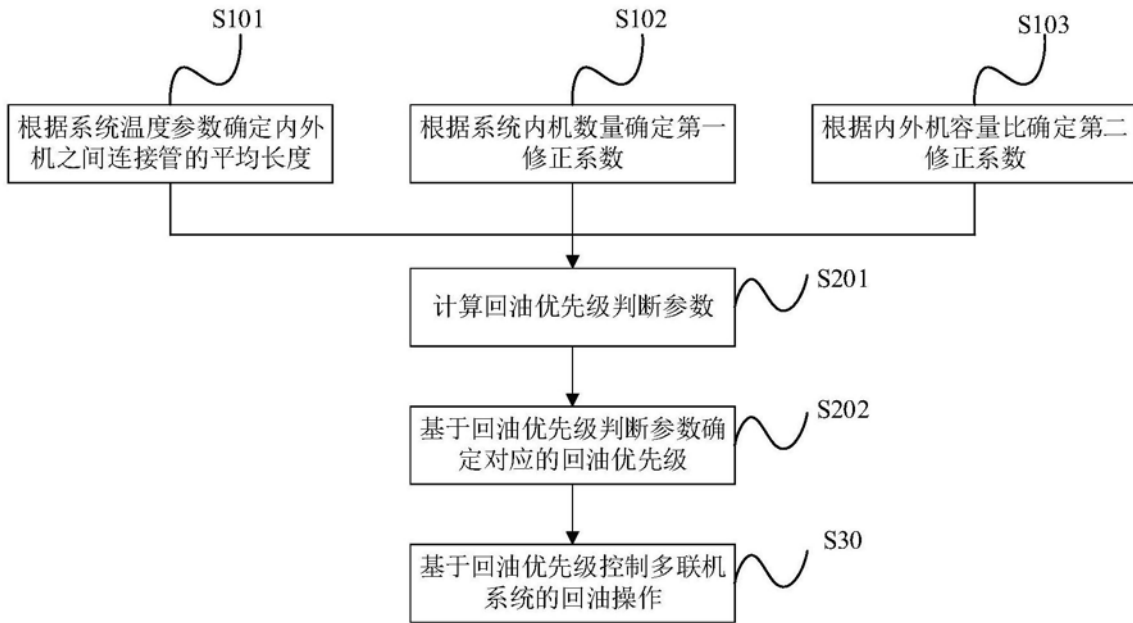 S101
S102
S103
根据系统温度参数确定内外
机之间连接管的平均长度
根据系统内机数量确定第一
修正系数
根据内外机容量比确定第二
修正系数
S201
计算回油优先级判断参数
S202
基于回油优先级判断参数确
定对应的回油优先级
S30
基于回油优先级控制多联机
系统的回油操作